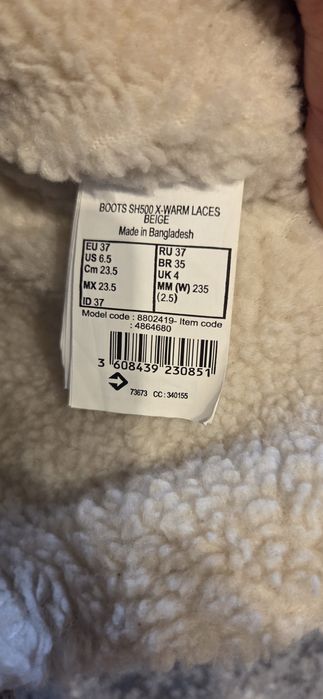 BOOTS SH500 X-WARM LACES
BEIGE
Made in Bangladesh
EU 37
US 6.5
Cm 23.5
MX 23.5
ID 37
RU 37
BR 35
UK 4
MM (W) 235
(2.5)
Model code : 8802419- Item code
: 4864680
3 608439 230851
73673 CC : 340155